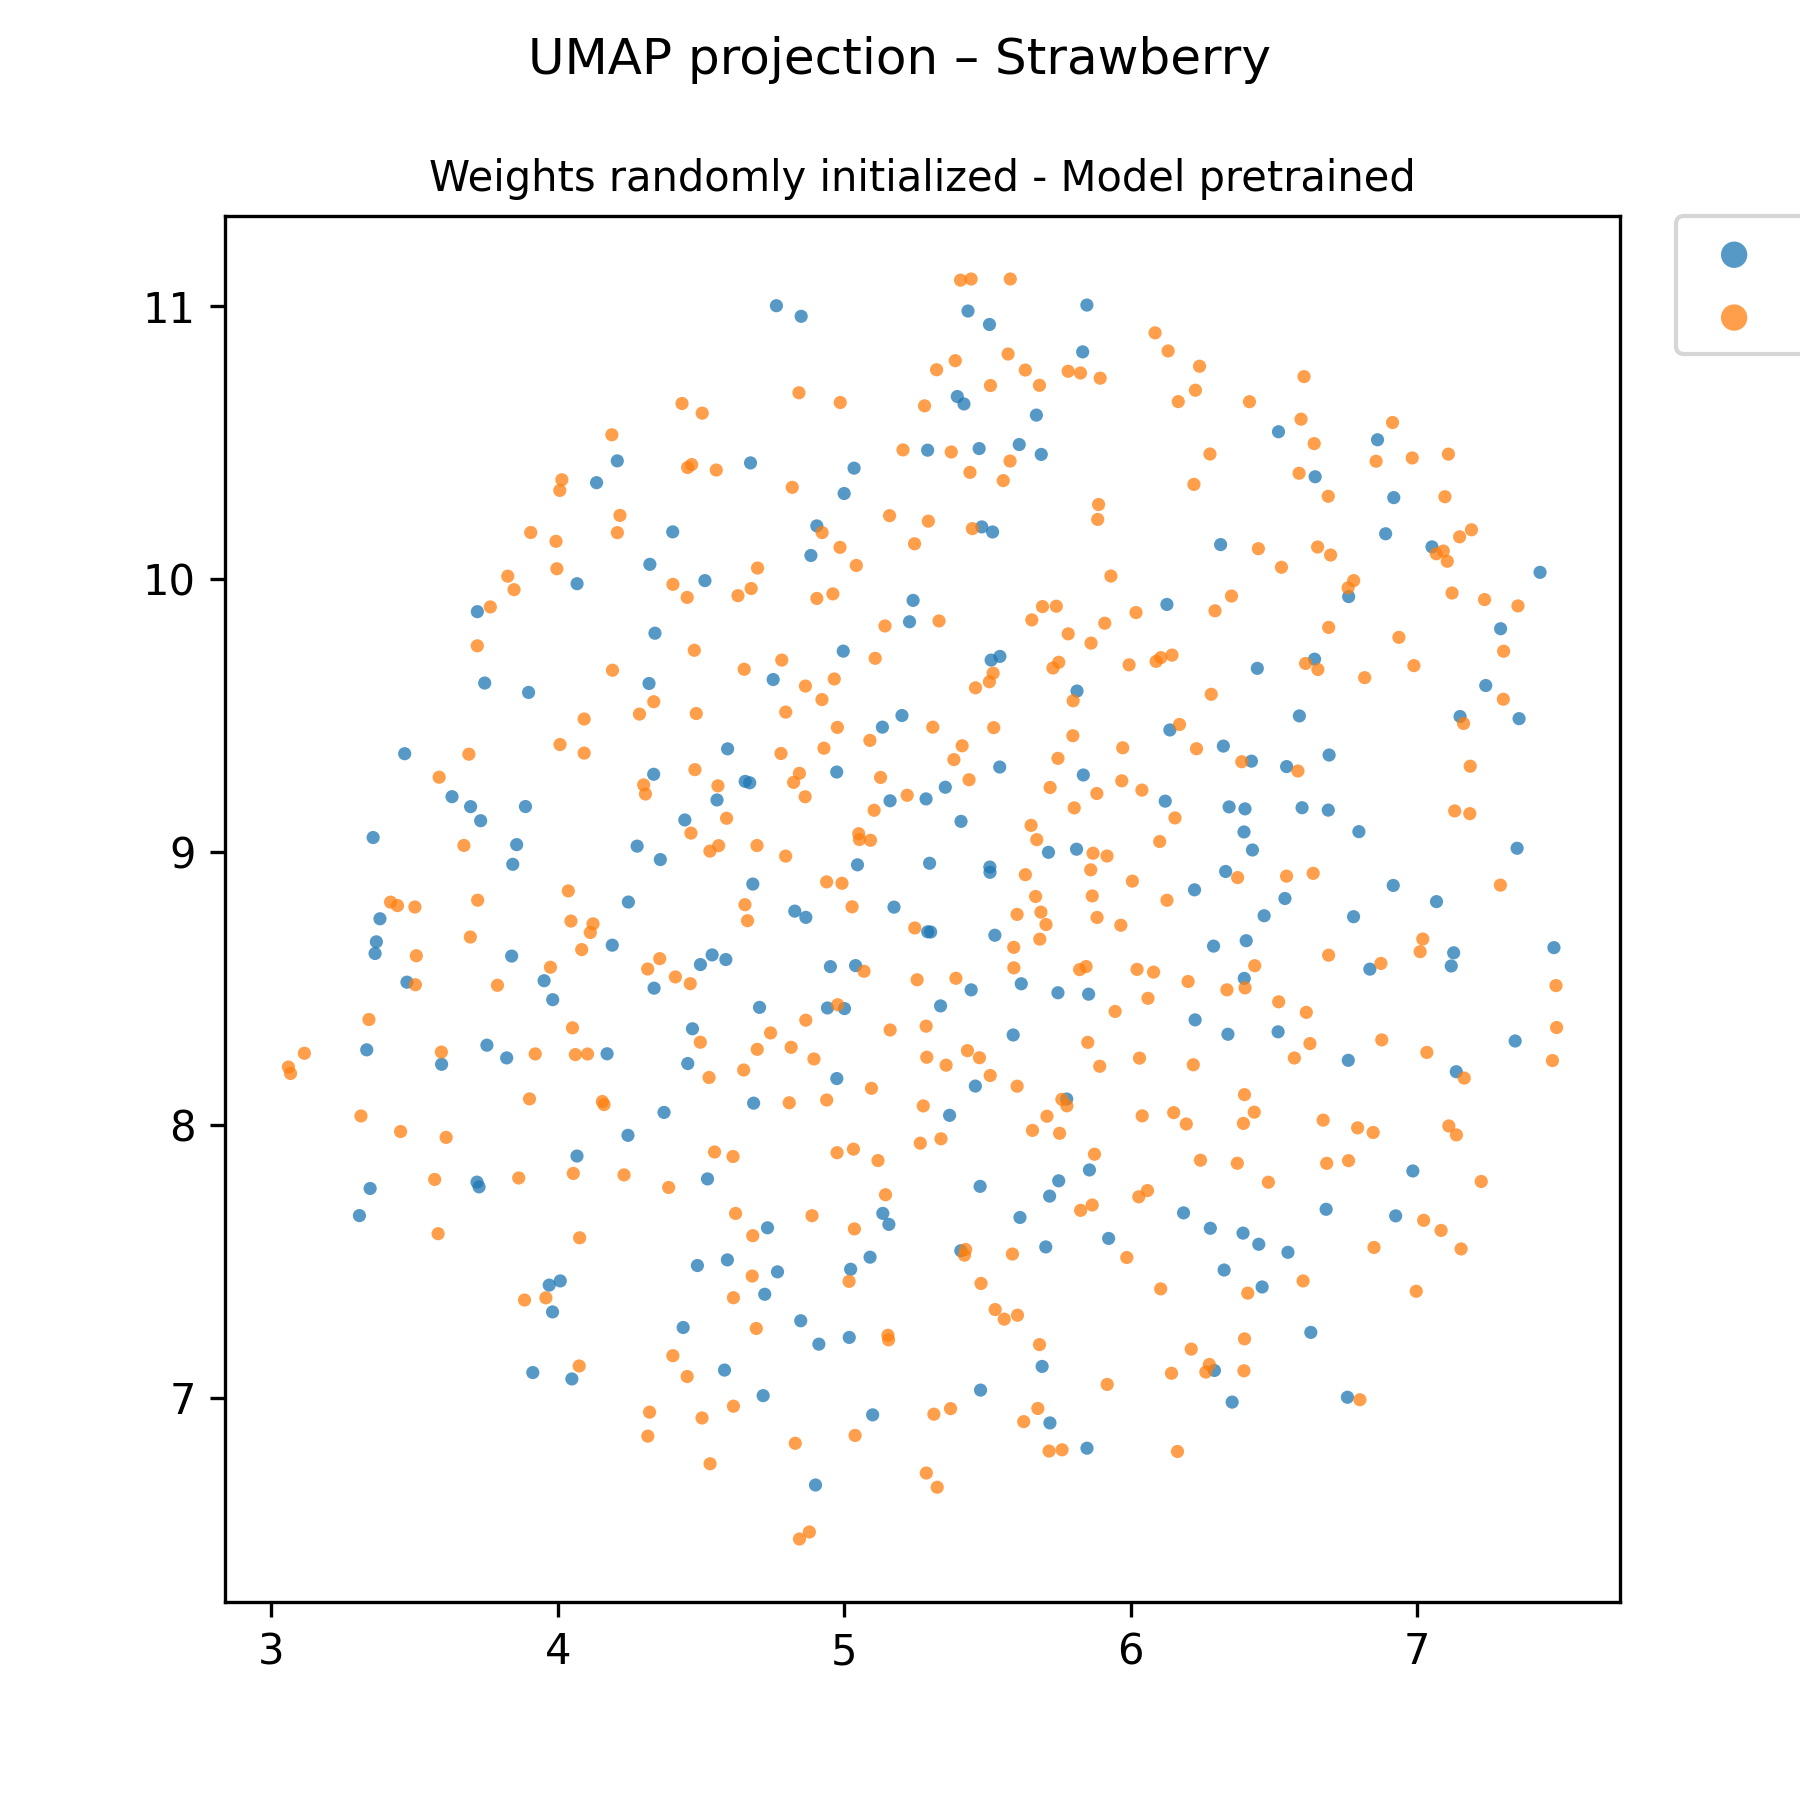 UMAP projection – Strawberry
Weights randomly initialized - Model pretrained
11
10
9
8
7
3 4 5 6 7